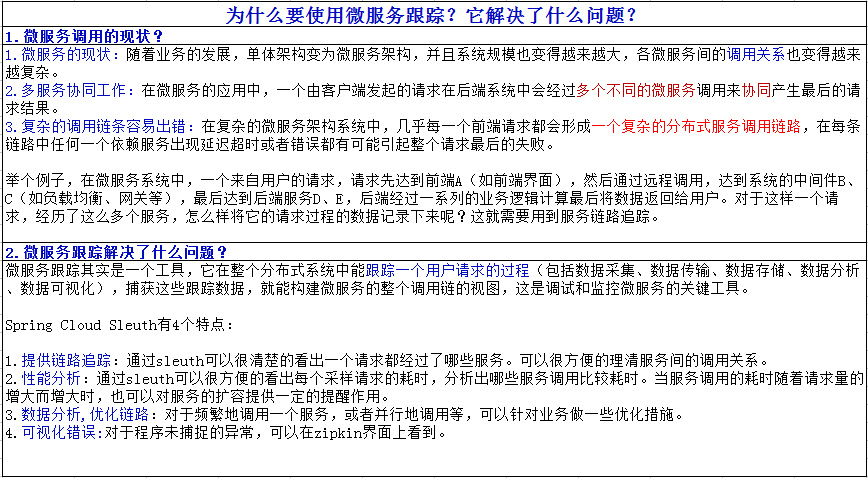 为什么要使用微服务跟踪？它解决了什么问题？
1.微服务调用的现状？
1.微服务的现状：随着业务的发展，单体架构变为微服务架构，并且系统规模也变得越来越大，各微服务间的调用关系也变得越来
越复杂。
2.多服务协同工作：在微服务的应用中，一个由客户端发起的请求在后端系统中会经过多个不同的微服务调用来协同产生最后的请
求结果。
3.复杂的调用链条容易出错：在复杂的微服务架构系统中，几乎每一个前端请求都会形成一个复杂的分布式服务调用链路，在每条
链路中任何一个依赖服务出现延迟超时或者错误都有可能引起整个请求最后的失败。
举个例子，在微服务系统中，一个来自用户的请求，请求先达到前端A（如前端界面），然后通过远程调用，达到系统的中间件B、
C（如负载均衡、网关等），最后达到后端服务D、E，后端经过一系列的业务逻辑计算最后将数据返回给用户。对于这样一个请
求，经历了这么多个服务，怎么样将它的请求过程的数据记录下来呢？这就需要用到服务链路追踪。
2.微服务跟踪解决了什么问题？
微服务跟踪其实是一个工具，它在整个分布式系统中能跟踪一个用户请求的过程（包括数据采集、数据传输、数据存储、数据分析
、数据可视化），捕获这些跟踪数据，就能构建微服务的整个调用链的视图，这是调试和监控微服务的关键工具。
Spring Cloud Sleuth有4个特点：
1.提供链路追踪：通过sleuth可以很清楚的看出一个请求都经过了哪些服务。可以很方便的理清服务间的调用关系。
2.性能分析：通过sleuth可以很方便的看出每个采样请求的耗时，分析出哪些服务调用比较耗时。当服务调用的耗时随着请求量的
增大而增大时，也可以对服务的扩容提供一定的提醒作用。
3.数据分析,优化链路：对于频繁地调用一个服务，或者并行地调用等，可以针对业务做一些优化措施。
4.可视化错误:对于程序未捕捉的异常，可以在zipkin界面上看到。